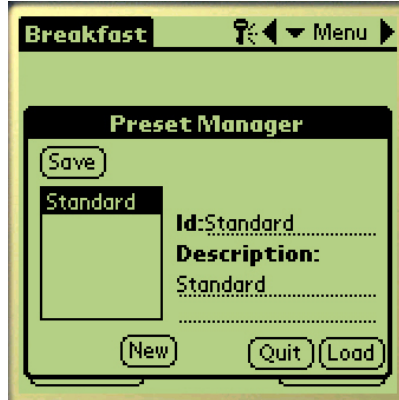 Breakfast Menu
Preset Manager
Save
Standard
Id:Standard
Description:
Standard
New Quit Load